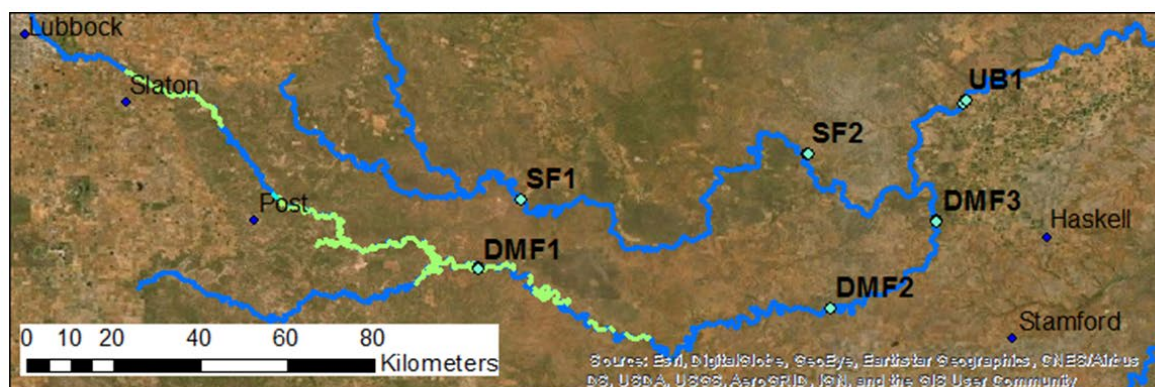 Lubbock
Slaton
UB1
SF2
SF1
Post
DMF3
Haskell
DMF1
DMF2
Stamford
0 10 20 40 60 80
Kilometers
Source: Esri, DigitalGlobe, GeoEye, Earthstar Geographics, CNES/Airbus
DS, USDA, USGS, AeroGRID, IGN, and the GIS User Community